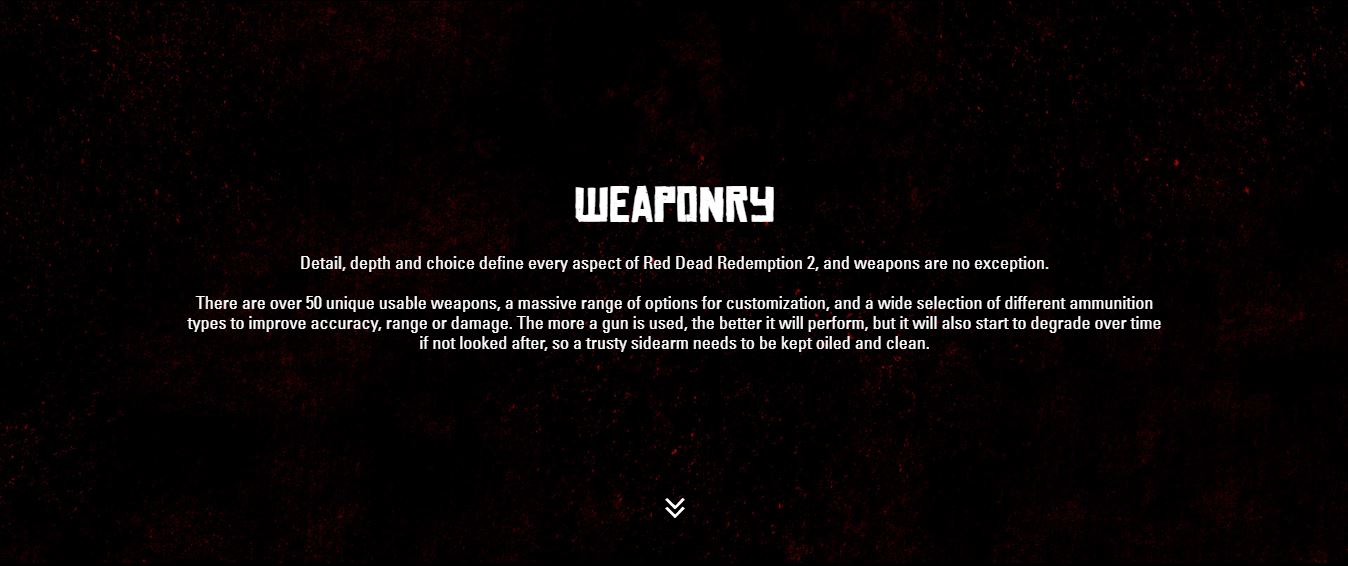 WEAPONRY
Detail, depth and choice define every aspect of Red Dead Redemption 2, and weapons are no exception.
There are over 50 unique usable weapons, a massive range of options for customization, and a wide selection of different ammunition
types to improve accuracy, range or damage. The more a gun is used, the better it will perform, but it will also start to degrade over time
if not looked after, so a trusty sidearm needs to be kept oiled and clean.